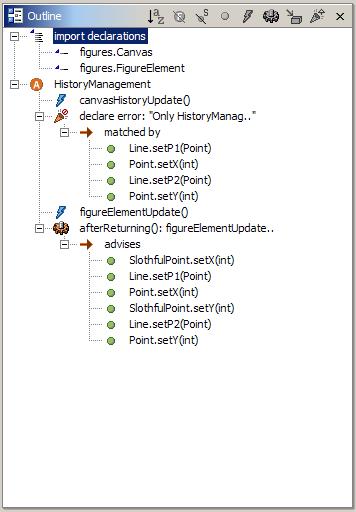 Outline
import declarations
figures.Canvas
figures.FigureElement
A HistoryManagement
canvasHistoryUpdate()
declare error: "Only HistoryManag.."
matched by
Line.setP1(Point)
Point.setX(int)
Line.setP2(Point)
Point.setY(int)
figureElementUpdate()
afterReturning(): figureElementUpdate..
advises
SlothfulPoint.setX(int)
Line.setP1(Point)
Point.setX(int)
SlothfulPoint.setY(int)
Line.setP2(Point)
Point.setY(int)